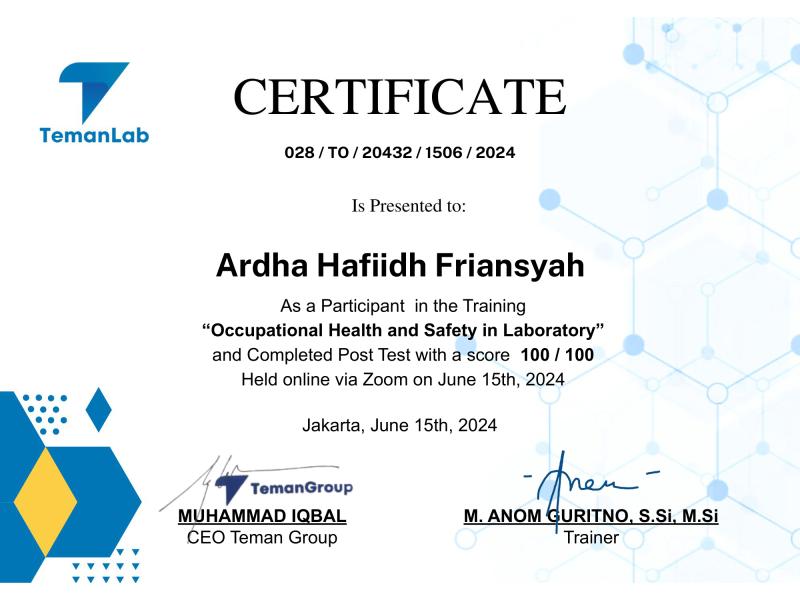 TemanLab
CERTIFICATE
028 / TO / 20432 / 1506 / 2024
Is Presented to:
Ardha Hafiidh Friansyah
As a Participant in the Training
“Occupational Health and Safety in Laboratory”
and Completed Post Test with a score 100 / 100
Held online via Zoom on June 15th, 2024
Jakarta, June 15th, 2024
TemanGroup
MUHAMMAD IQBAL
CEO Teman Group
M. ANOM GURITNO, S.Si, M.Si
Trainer